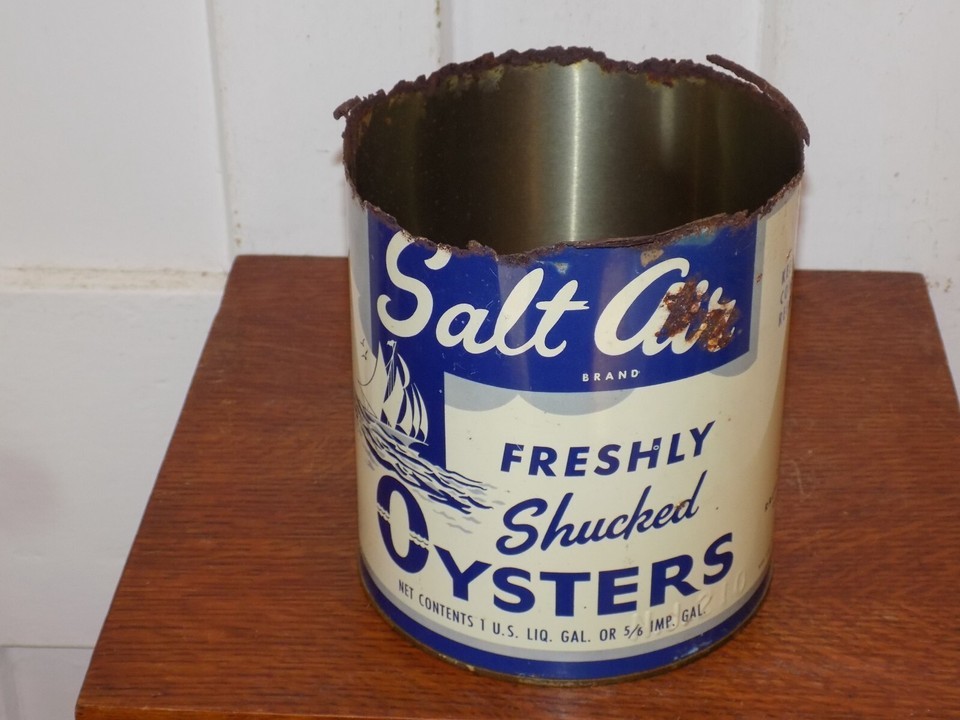 Salt Air
BRAND
FRESHLY
Shucked
OYSTERS
NET CONTENTS 1 U.S. LIQ. GAL. OR 5/6 IMP. GAL.